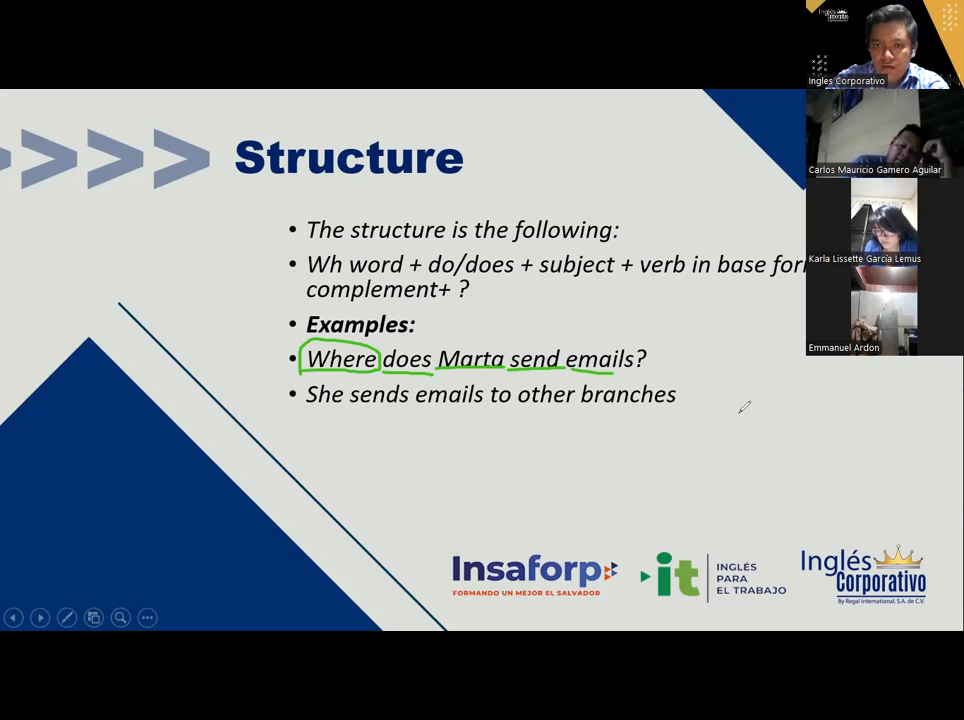 Structure
The structure is the following:
Wh word + do/does + subject + verb in base for
complement+ ?
Examples:
Where does Marta send emails?
She sends emails to other branches
Inglés
Corporativo
Ingles Corporativo
Carlos Mauricio Gamero Aguilar
Karla Lissette García Lemus
Emmanuel Ardon
Insaforp
FORMANDO UN MEJOR EL SALVADOR
it
INGLÉS
PARA
EL TRABAJO
Inglés
Corporativo
By Regal International, S.A. de C.V.